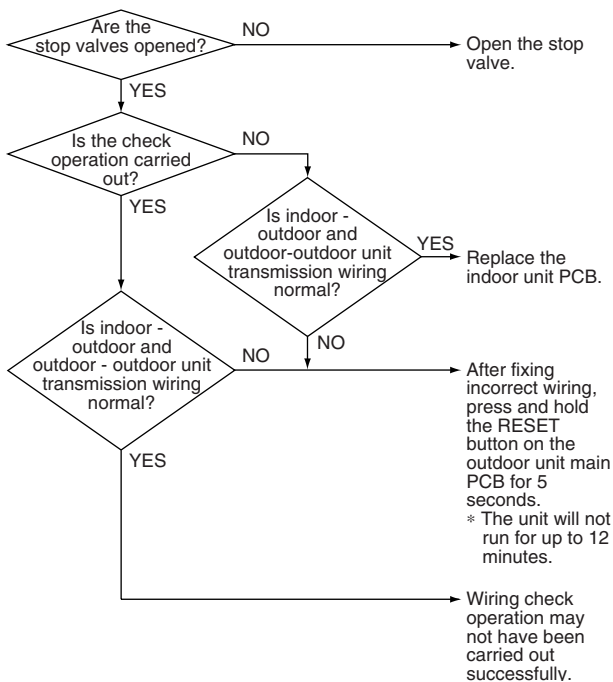 Are the
stop valves opened?
NO
Open the stop
valve.
YES
Is the check
operation carried
out?
NO
YES
Is indoor -
outdoor and
outdoor-outdoor unit
transmission wiring
normal?
YES
Replace the
indoor unit PCB.
NO
Is indoor -
outdoor and
outdoor - outdoor unit
transmission wiring
normal?
NO
After fixing
incorrect wiring,
press and hold
the RESET
button on the
outdoor unit main
PCB for 5
seconds.
* The unit will not
run for up to 12
minutes.
YES
Wiring check
operation may
not have been
carried out
successfully.